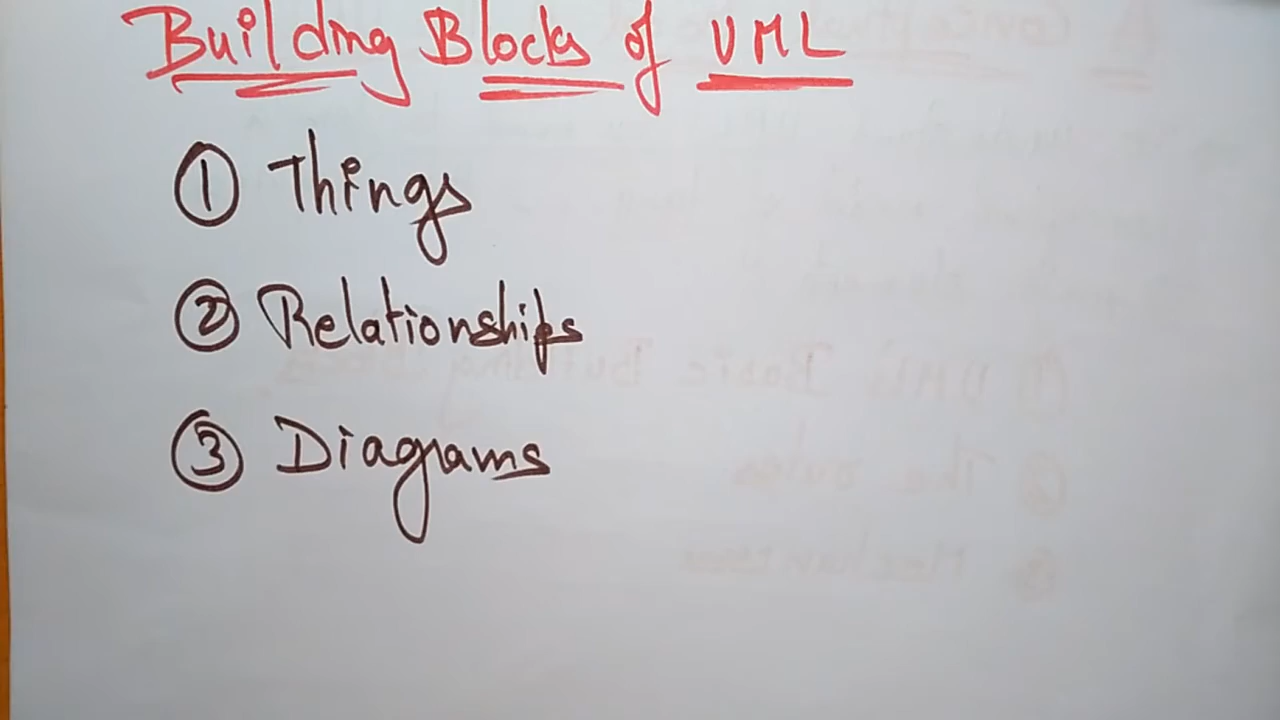 Building Blocks of UML
① Things
② Relationships
③ Diagrams